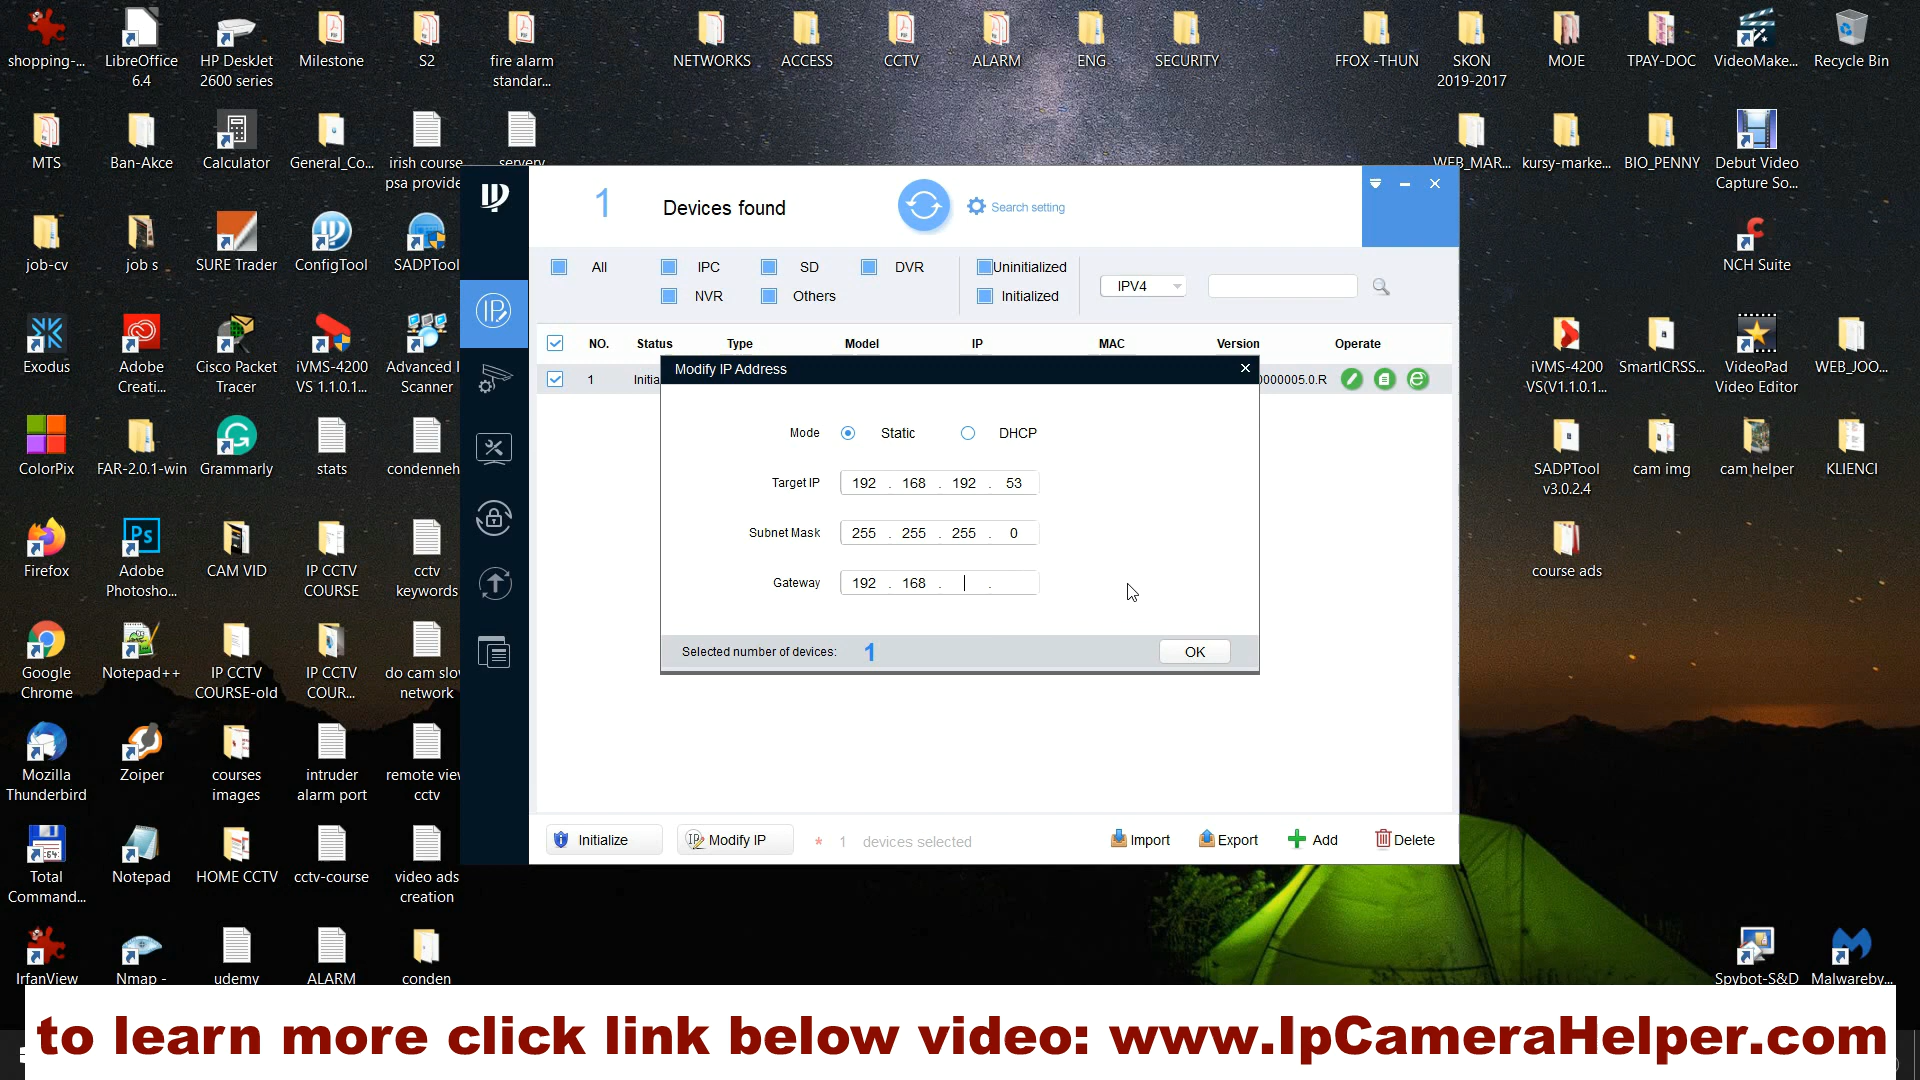 shopping-...
LibreOffice
6.4
HP DeskJet
2600 series
Milestone
S2
fire alarm
standar...
NETWORKS
ACCESS
CCTV
ALARM
ENG
SECURITY
FFOX -THUN
SKON
2019-2017
MOJE
TPAY-DOC
VideoMake...
Recycle Bin
MTS
Ban-Akce
Calculator
General_Co...
irish course
psa provide
servery
WEB_MAR...
kursy-marke...
BIO_PENNY
Debut Video
Capture So...
1
Devices found
Search setting
job-cv
job s
SURE Trader
ConfigTool
SADPTool
NCH Suite
All
IPC
SD
DVR
Uninitialized
NVR
Others
Initialized
IPV4
NO.
Status
Type
Model
IP
MAC
Version
Operate
1
Initia
0000005.0.R
Modify IP Address
Mode
Static
DHCP
Target IP
192 . 168 . 192 . 53
Subnet Mask
255 . 255 . 255 . 0
Gateway
192 . 168 . .
Selected number of devices:
1
OK
Exodus
Adobe
Creati...
Cisco Packet
Tracer
iVMS-4200
VS 1.1.0.1...
Advanced I
Scanner
iVMS-4200
VS(V1.1.0.1...
SmartICRSS...
VideoPad
Video Editor
WEB_JOO...
ColorPix
FAR-2.0.1-win
Grammarly
stats
condenneh
SADPTool
v3.0.2.4
cam img
cam helper
KLIENCI
Firefox
Adobe
Photosho...
CAM VID
IP CCTV
COURSE
cctv
keywords
course ads
Google
Chrome
Notepad++
IP CCTV
COURSE-old
IP CCTV
COUR...
do cam slo
network
Mozilla
Thunderbird
Zoiper
courses
images
intruder
alarm port
remote vie
cctv
Initialize
Modify IP
* 1 devices selected
Import
Export
Add
Delete
Total
Command...
Notepad
HOME CCTV
cctv-course
video ads
creation
IrfanView
Nmap -
udemy
ALARM
conden
Spybot-S&D
Malwareby...
to learn more click link below video: www.IpCameraHelper.com